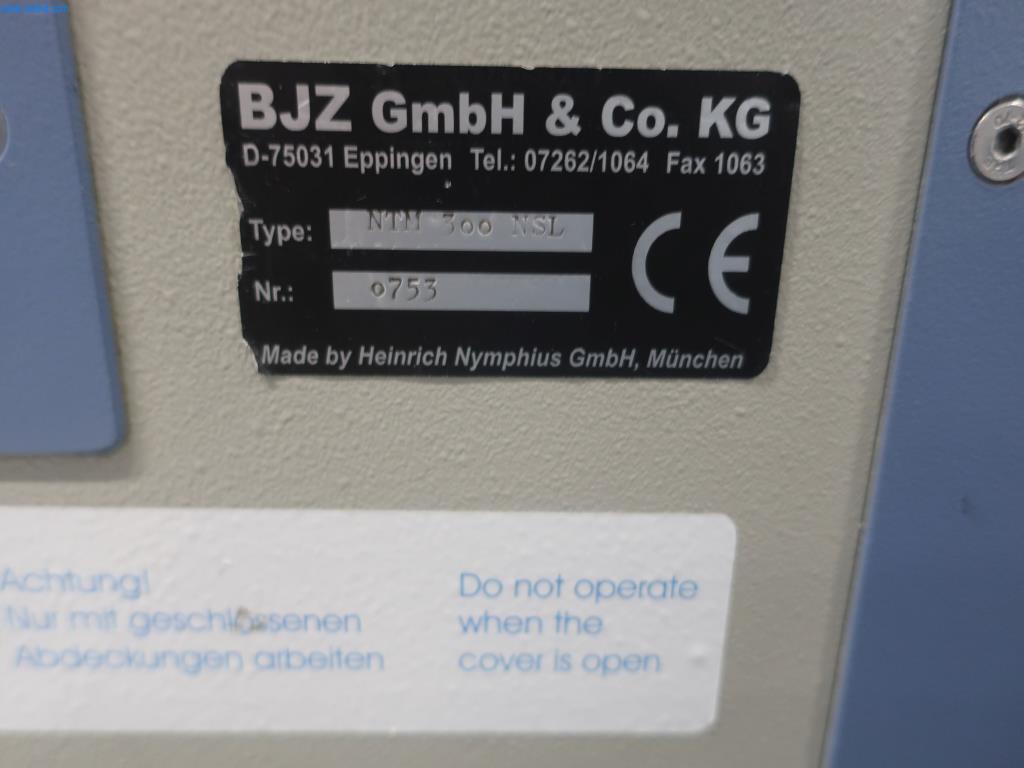 BJZ GmbH & Co. KG
D-75031 Eppingen Tel.: 07262/1064 Fax 1063
Type: NTM 300 NSL
Nr.: 0753
CE
Made by Heinrich Nymphius GmbH, München
Achtung!
Nur mit geschlossenen
Abdeckungen arbeiten
Do not operate
when the
cover is open